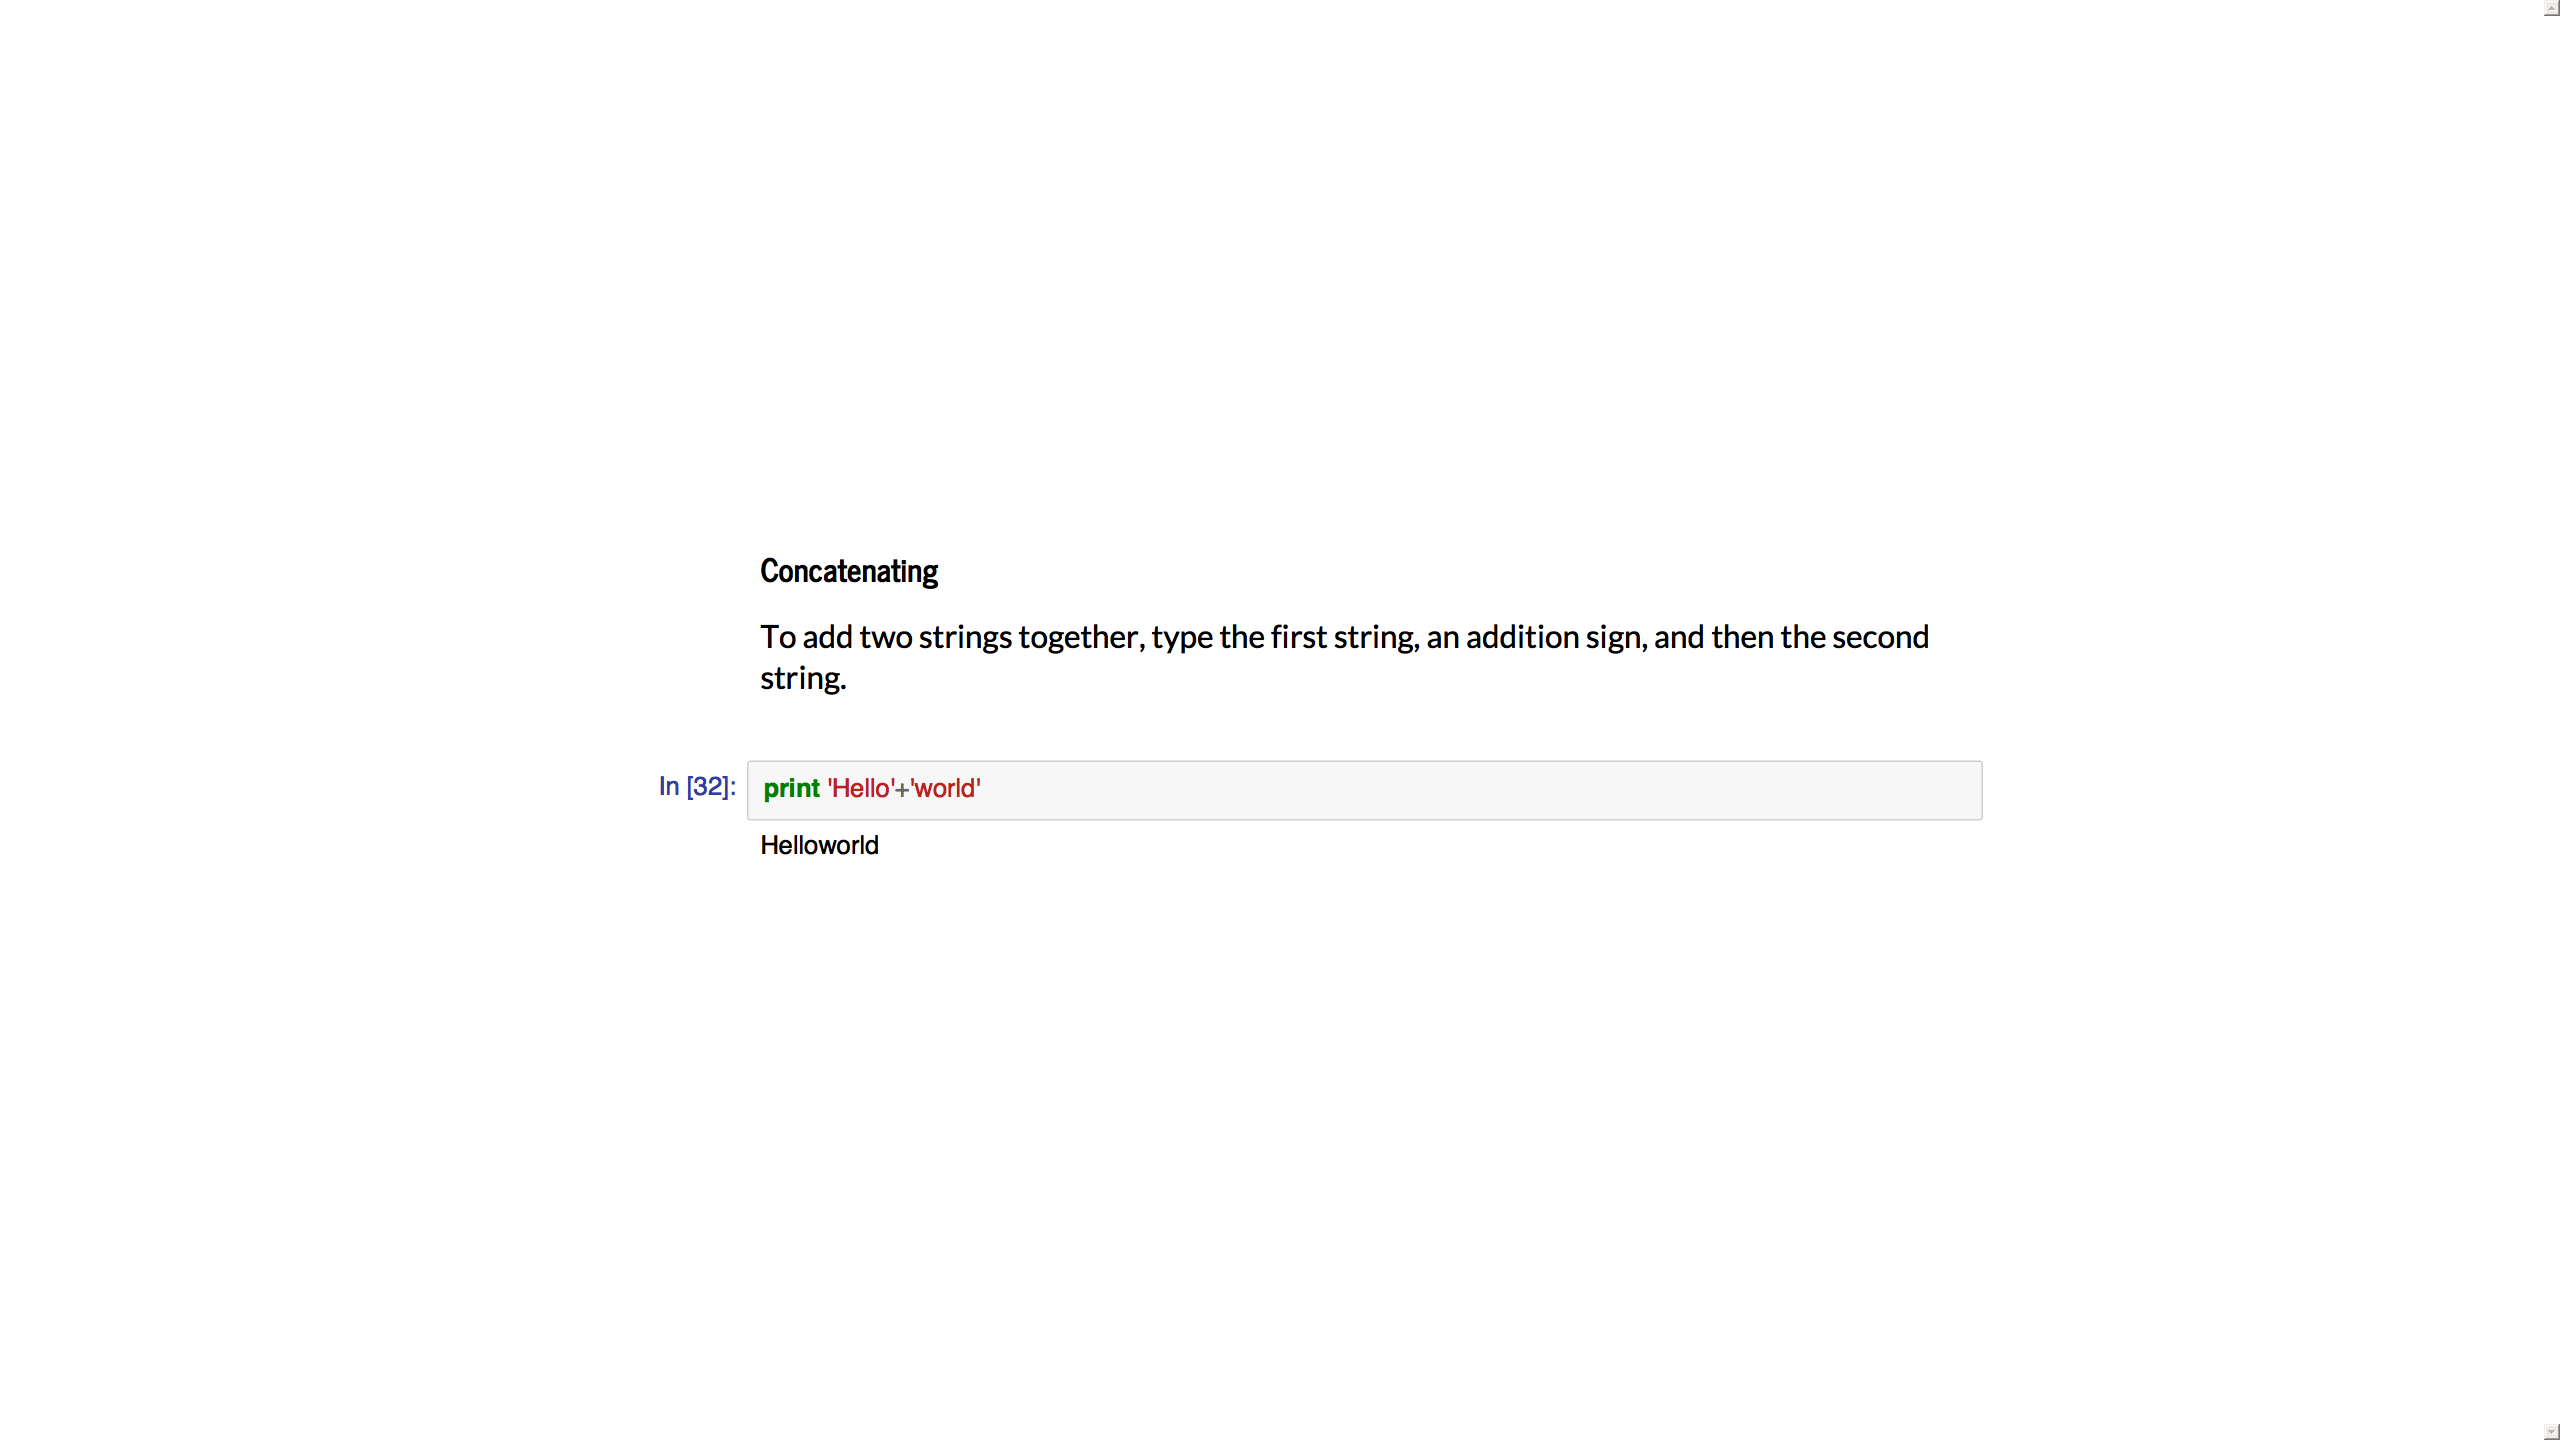 Concatenating
To add two strings together, type the first string, an addition sign, and then the second
string.
In [32]: print 'Hello'+'world'
Helloworld